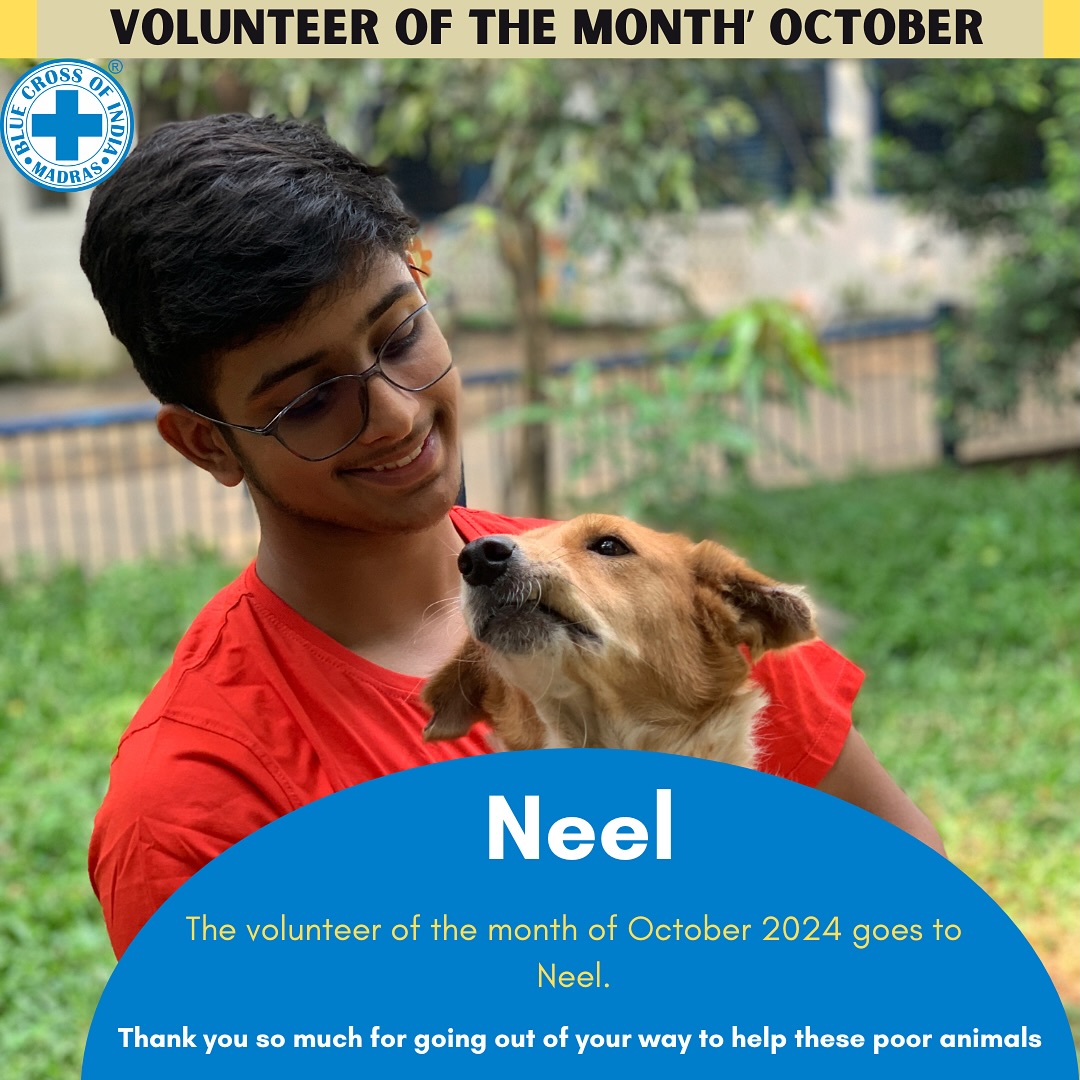 VOLUNTEER OF THE MONTH' OCTOBER
BLUE CROSS OF INDIA
MADRAS
®
Neel
The volunteer of the month of October 2024 goes to
Neel.
Thank you so much for going out of your way to help these poor animals